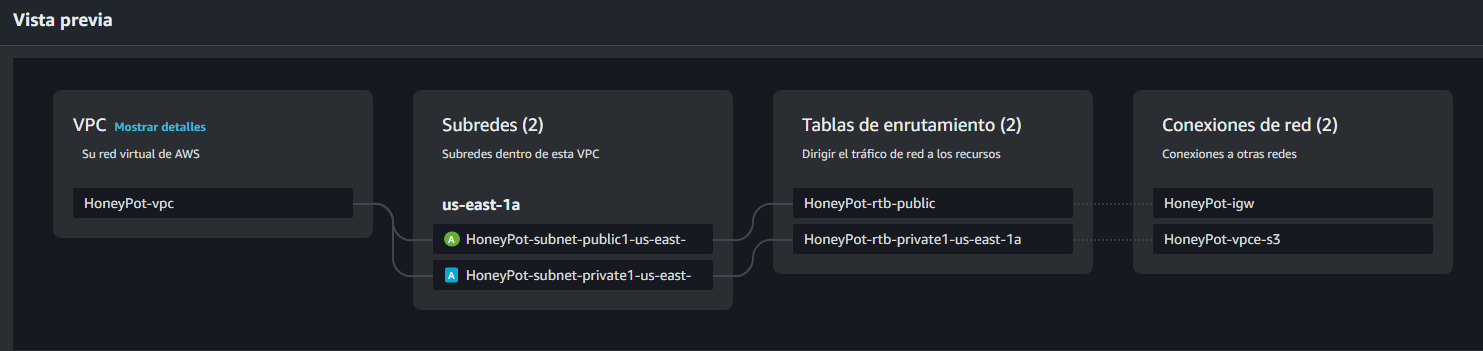 Vista previa
VPC Mostrar detalles
Su red virtual de AWS
HoneyPot-vpc
Subredes (2)
Subredes dentro de esta VPC
us-east-1a
A HoneyPot-subnet-public1-us-east-
A HoneyPot-subnet-private1-us-east-
Tablas de enrutamiento (2)
Dirigir el tráfico de red a los recursos
HoneyPot-rtb-public
HoneyPot-rtb-private1-us-east-1a
Conexiones de red (2)
Conexiones a otras redes
HoneyPot-igw
HoneyPot-vpce-s3